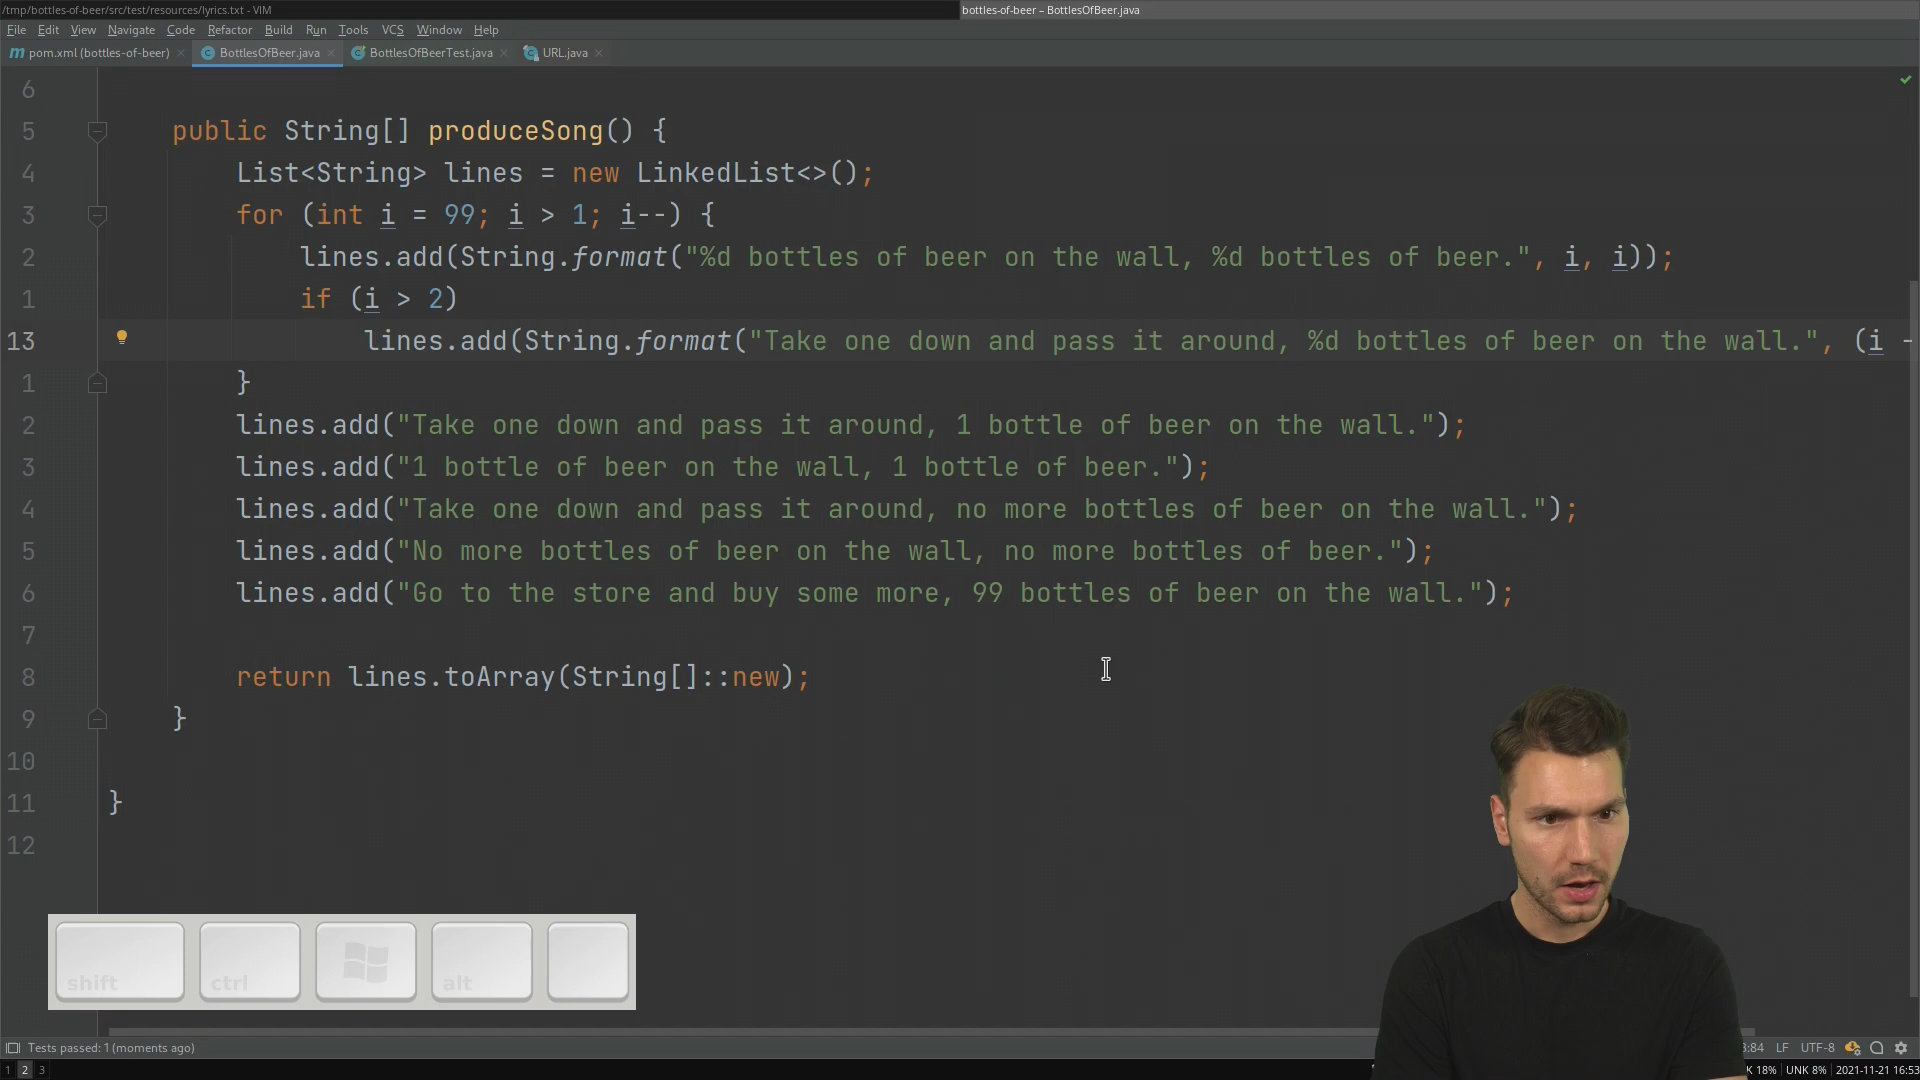 /tmp/bottles-of-beer/src/test/resources/lyrics.txt - VIM
bottles-of-beer – BottlesOfBeer.java
File Edit View Navigate Code Refactor Build Run Tools VCS Window Help
m pom.xml (bottles-of-beer) BottlesOfBeer.java BottlesOfBeerTest.java URL.java
6
5 public String[] produceSong() {
4 List<String> lines = new LinkedList<>();
3 for (int i = 99; i > 1; i--) {
2 lines.add(String.format("%d bottles of beer on the wall, %d bottles of beer.", i, i));
1 if (i > 2)
13 lines.add(String.format("Take one down and pass it around, %d bottles of beer on the wall.", (i -
1 }
2 lines.add("Take one down and pass it around, 1 bottle of beer on the wall.");
3 lines.add("1 bottle of beer on the wall, 1 bottle of beer.");
4 lines.add("Take one down and pass it around, no more bottles of beer on the wall.");
5 lines.add("No more bottles of beer on the wall, no more bottles of beer.");
6 lines.add("Go to the store and buy some more, 99 bottles of beer on the wall.");
7
8 return lines.toArray(String[]::new);
9 }
10
11 }
12
shift ctrl alt
Tests passed: 1 (moments ago)
:84 LF UTF-8
1 2 3
K 18% UNK 8% 2021-11-21 16:53